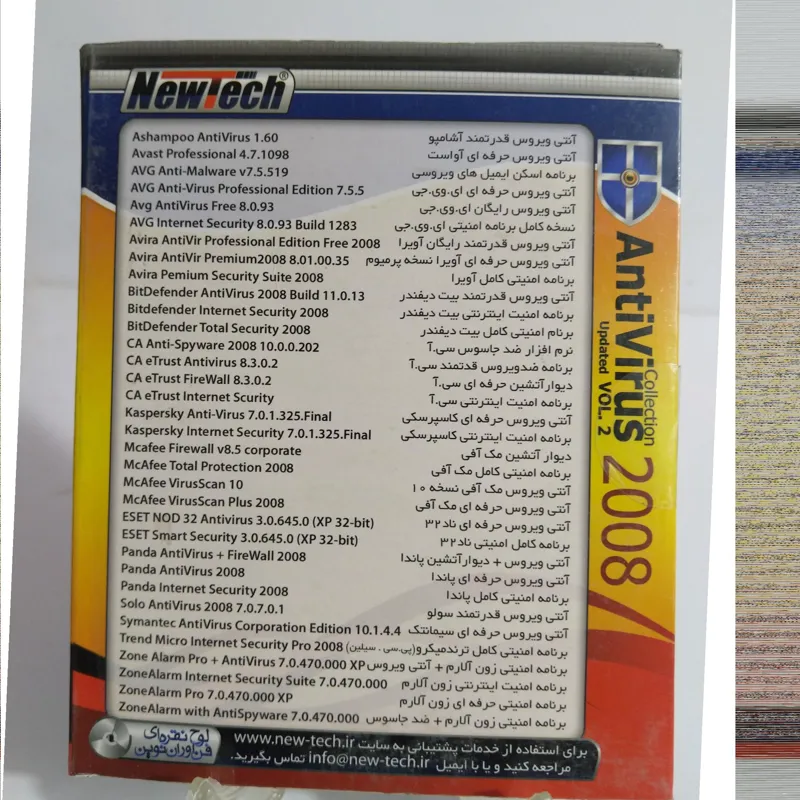 NewTech®
Ashampoo AntiVirus 1.60 آنتی ویروس قدرتمند آشامپو
Avast Professional 4.7.1098 آنتی ویروس حرفه ای آواست
AVG Anti-Malware v7.5.519 برنامه اسکن ایمیل های ویروسی
AVG Anti-Virus Professional Edition 7.5.5 آنتی ویروس حرفه ای ای.وی.جی
Avg AntiVirus Free 8.0.93 آنتی ویروس رایگان ای.وی.جی
AVG Internet Security 8.0.93 Build 1283 نسخه کامل برنامه امنیتی ای.وی.جی
Avira AntiVir Professional Edition Free 2008 آنتی ویروس قدرتمند رایگان آویرا
Avira AntiVir Premium2008 8.01.00.35 آنتی ویروس حرفه ای آویرا نسخه پرمیوم
Avira Pemium Security Suite 2008 برنامه امنیتی کامل آویرا
BitDefender AntiVirus 2008 Build 11.0.13 آنتی ویروس قدرتمند بیت دیفندر
Bitdefender Internet Security 2008 برنامه امنیت اینترنتی بیت دیفندر
BitDefender Total Security 2008 برنام امنیتی کامل بیت دیفندر
CA Anti-Spyware 2008 10.0.0.202 نرم افزار ضد جاسوس سی.آ
CA eTrust Antivirus 8.3.0.2 برنامه ضدویروس قدتمند سی.آ
CA eTrust FireWall 8.3.0.2 دیوارآتشین حرفه ای سی.آ
CA eTrust Internet Scurity برنامه امنیت اینترنتی سی.آ
Kaspersky Anti-Virus 7.0.1.325.Final آنتی ویروس حرفه ای کاسپرسکی
Kaspersky Internet Security 7.0.1.325.Final برنامه امنیت اینترنتی کاسپرسکی
Mcafee Firewall v8.5 corporate دیوار آتشین مک آفی
McAfee Total Protection 2008 برنامه امنیتی کامل مک آفی
McAfee VirusScan 10 آنتی ویروس مک آفی نسخه ۱۰
McAfee VirusScan Plus 2008 آنتی ویروس حرفه ای مک آفی
ESET NOD 32 Antivirus 3.0.645.0 (XP 32-bit) آنتی ویروس حرفه ای ناد۳۲
ESET Smart Security 3.0.645.0 (XP 32-bit) برنامه کامل امنیتی ناد۳۲
Panda AntiVirus + FireWall 2008 آنتی ویروس + دیوارآتشین پاندا
Panda AntiVirus 2008 آنتی ویروس حرفه ای پاندا
Panda Internet Security 2008 برنامه امنیتی کامل پاندا
Solo AntiVirus 2008 7.0.7.0.1 آنتی ویروس قدرتمند سولو
Symantec AntiVirus Corporation Edition 10.1.4.4 آنتی ویروس حرفه ای سیمانتک
Trend Micro Internet Security Pro 2008 برنامه امنیتی کامل ترندمیکرو(پی.سی . سیلین)
Zone Alarm Pro + AntiVirus 7.0.470.000 XP برنامه امنیتی زون آلارم + آنتی ویروس
ZoneAlarm Internet Security Suite 7.0.470.000 برنامه امنیت اینترنتی زون آلارم
ZoneAlarm Pro 7.0.470.000 XP برنامه امنیتی حرفه ای زون آلارم
ZoneAlarm with AntiSpyware 7.0.470.000 برنامه امنیتی زون آلارم + ضد جاسوس
AntiVirus 2008
Collection
Updated VOL. 2
لوح نقره‌ای
فن‌آوران نوین
برای استفاده از خدمات پشتیبانی به سایت www.new-tech.ir
مراجعه کنید و یا با ایمیل info@new-tech.ir تماس بگیرید.